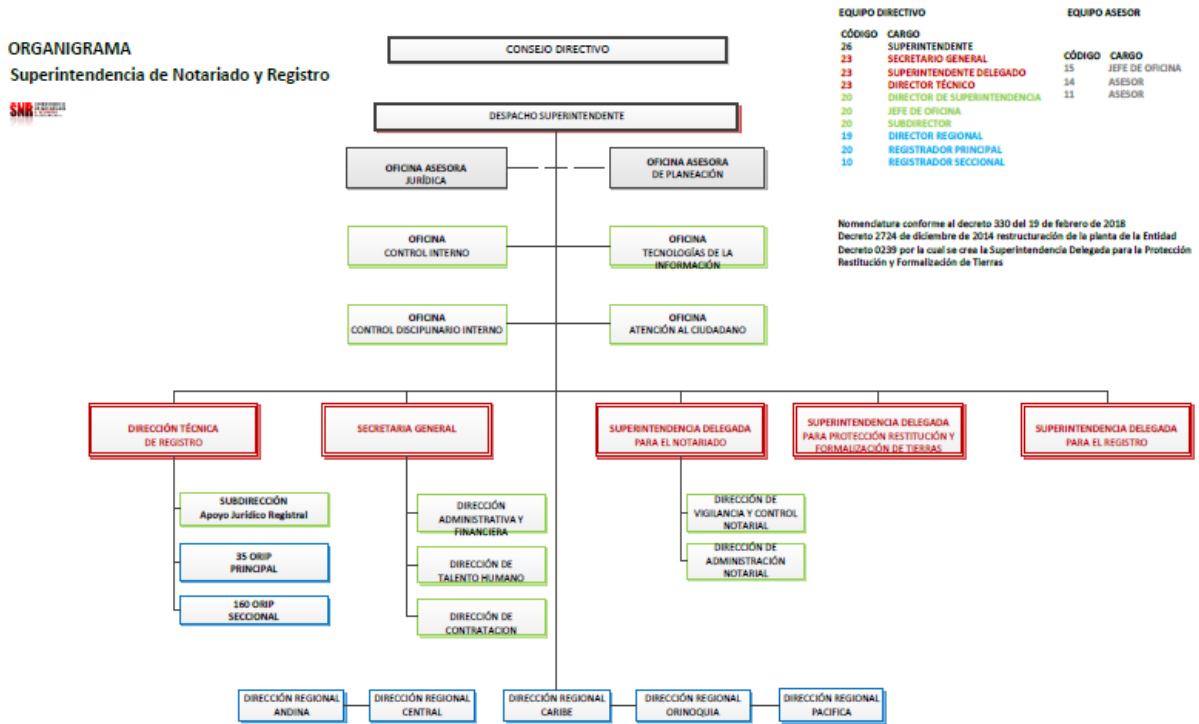 ORGANIGRAMA
Superintendencia de Notariado y Registro
SNR
EQUIPO DIRECTIVO
CÓDIGO CARGO
26 SUPERINTENDENTE
23 SECRETARIO GENERAL
23 SUPERINTENDENTE DELEGADO
23 DIRECTOR TÉCNICO
20 DIRECTOR DE SUPERINTENDENCIA
20 JEFE DE OFICINA
20 SUBDIRECTOR
19 DIRECTOR REGIONAL
20 REGISTRADOR PRINCIPAL
10 REGISTRADOR SECCIONAL
EQUIPO ASESOR
CÓDIGO CARGO
15 JEFE DE OFICINA
14 ASESOR
11 ASESOR
Nomenclatura conforme al decreto 330 del 19 de febrero de 2018
Decreto 2724 de diciembre de 2014 restructuración de la planta de la Entidad
Decreto 0239 por la cual se crea la Superintendencia Delegada para la Protección
Restitución y Formalización de Tierras
CONSEJO DIRECTIVO
DESPACHO SUPERINTENDENTE
OFICINA ASESORA
JURÍDICA
OFICINA ASESORA
DE PLANEACIÓN
OFICINA
CONTROL INTERNO
OFICINA
TECNOLOGÍAS DE LA
INFORMACIÓN
OFICINA
CONTROL DISCIPLINARIO INTERNO
OFICINA
ATENCIÓN AL CIUDADANO
DIRECCIÓN TÉCNICA
DE REGISTRO
SECRETARIA GENERAL
SUPERINTENDENCIA DELEGADA
PARA EL NOTARIADO
SUPERINTENDENCIA DELEGADA
PARA PROTECCIÓN RESTITUCIÓN Y
FORMALIZACIÓN DE TIERRAS
SUPERINTENDENCIA DELEGADA
PARA EL REGISTRO
SUBDIRECCIÓN
Apoyo Jurídico Registral
35 ORIP
PRINCIPAL
160 ORIP
SECCIONAL
DIRECCIÓN
ADMINISTRATIVA Y
FINANCIERA
DIRECCIÓN DE
TALENTO HUMANO
DIRECCIÓN DE
CONTRATACION
DIRECCIÓN DE
VIGILANCIA Y CONTROL
NOTARIAL
DIRECCIÓN DE
ADMINISTRACIÓN
NOTARIAL
DIRECCIÓN REGIONAL
ANDINA
DIRECCIÓN REGIONAL
CENTRAL
DIRECCIÓN REGIONAL
CARIBE
DIRECCIÓN REGIONAL
ORINOQUIA
DIRECCIÓN REGIONAL
PACIFICA